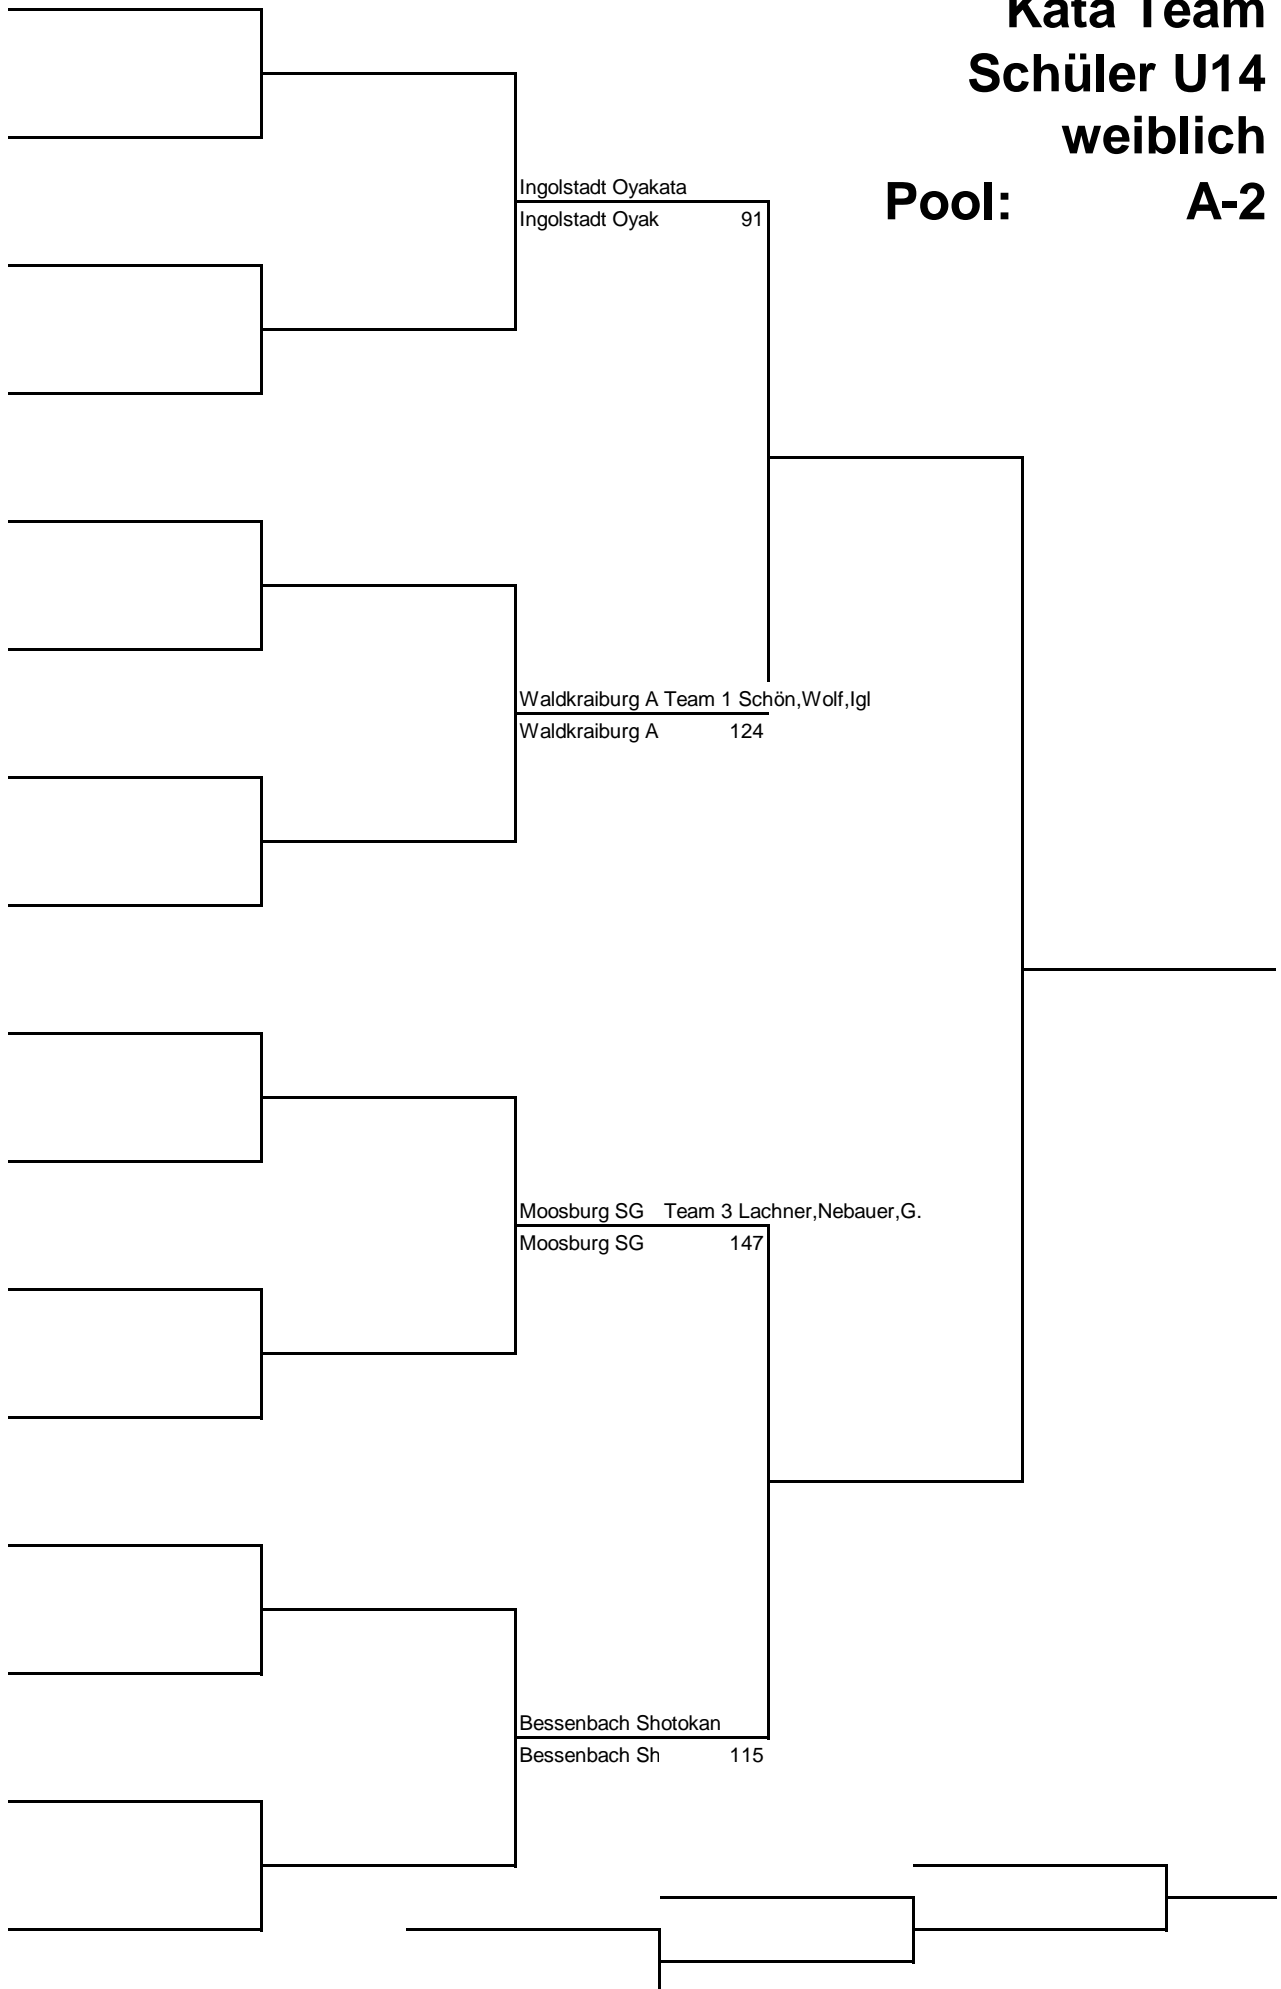 Kata Team
Schüler U14
weiblich
Pool: A-2
Ingolstadt Oyakata
Ingolstadt Oyak 91
Waldkraiburg A Team 1 Schön,Wolf,Igl
Waldkraiburg A 124
Moosburg SG Team 3 Lachner,Nebauer,G.
Moosburg SG 147
Bessenbach Shotokan
Bessenbach Sh 115